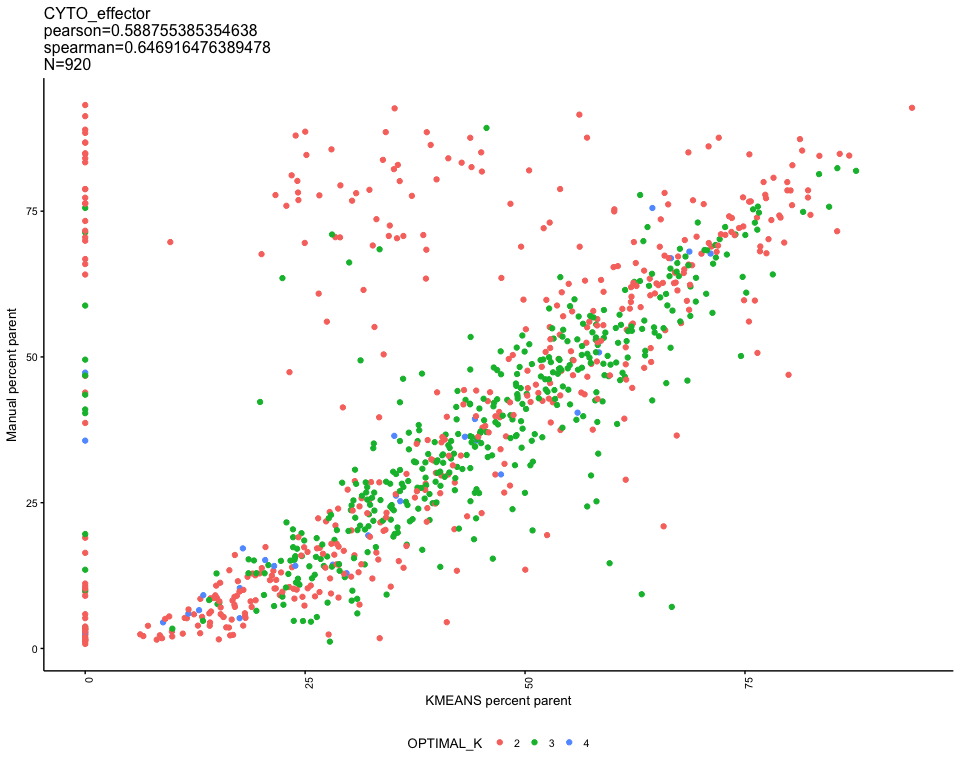 CYTO_effector
pearson=0.588755385354638
spearman=0.646916476389478
N=920
Manual percent parent
75
50
25
0
0
25
50
75
KMEANS percent parent
OPTIMAL_K 2 3 4